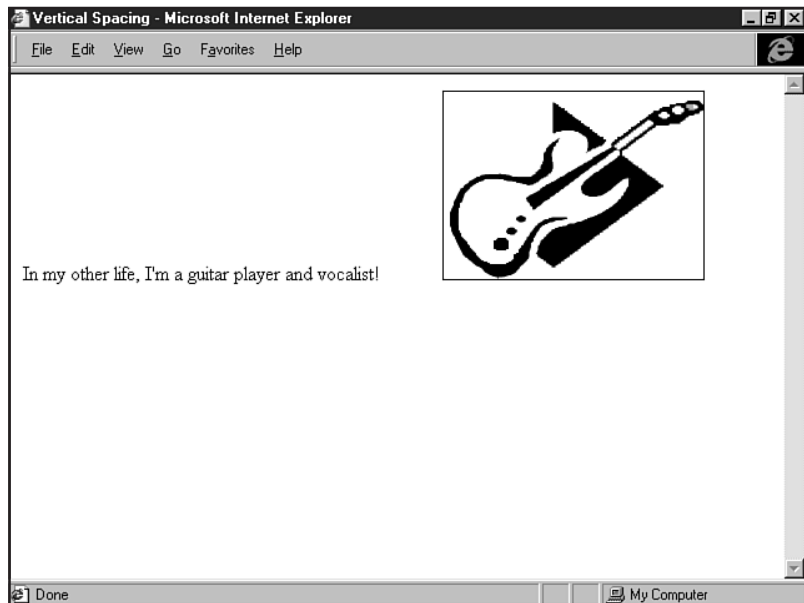 Vertical Spacing - Microsoft Internet Explorer
File Edit View Go Favorites Help
In my other life, I'm a guitar player and vocalist!
Done My Computer